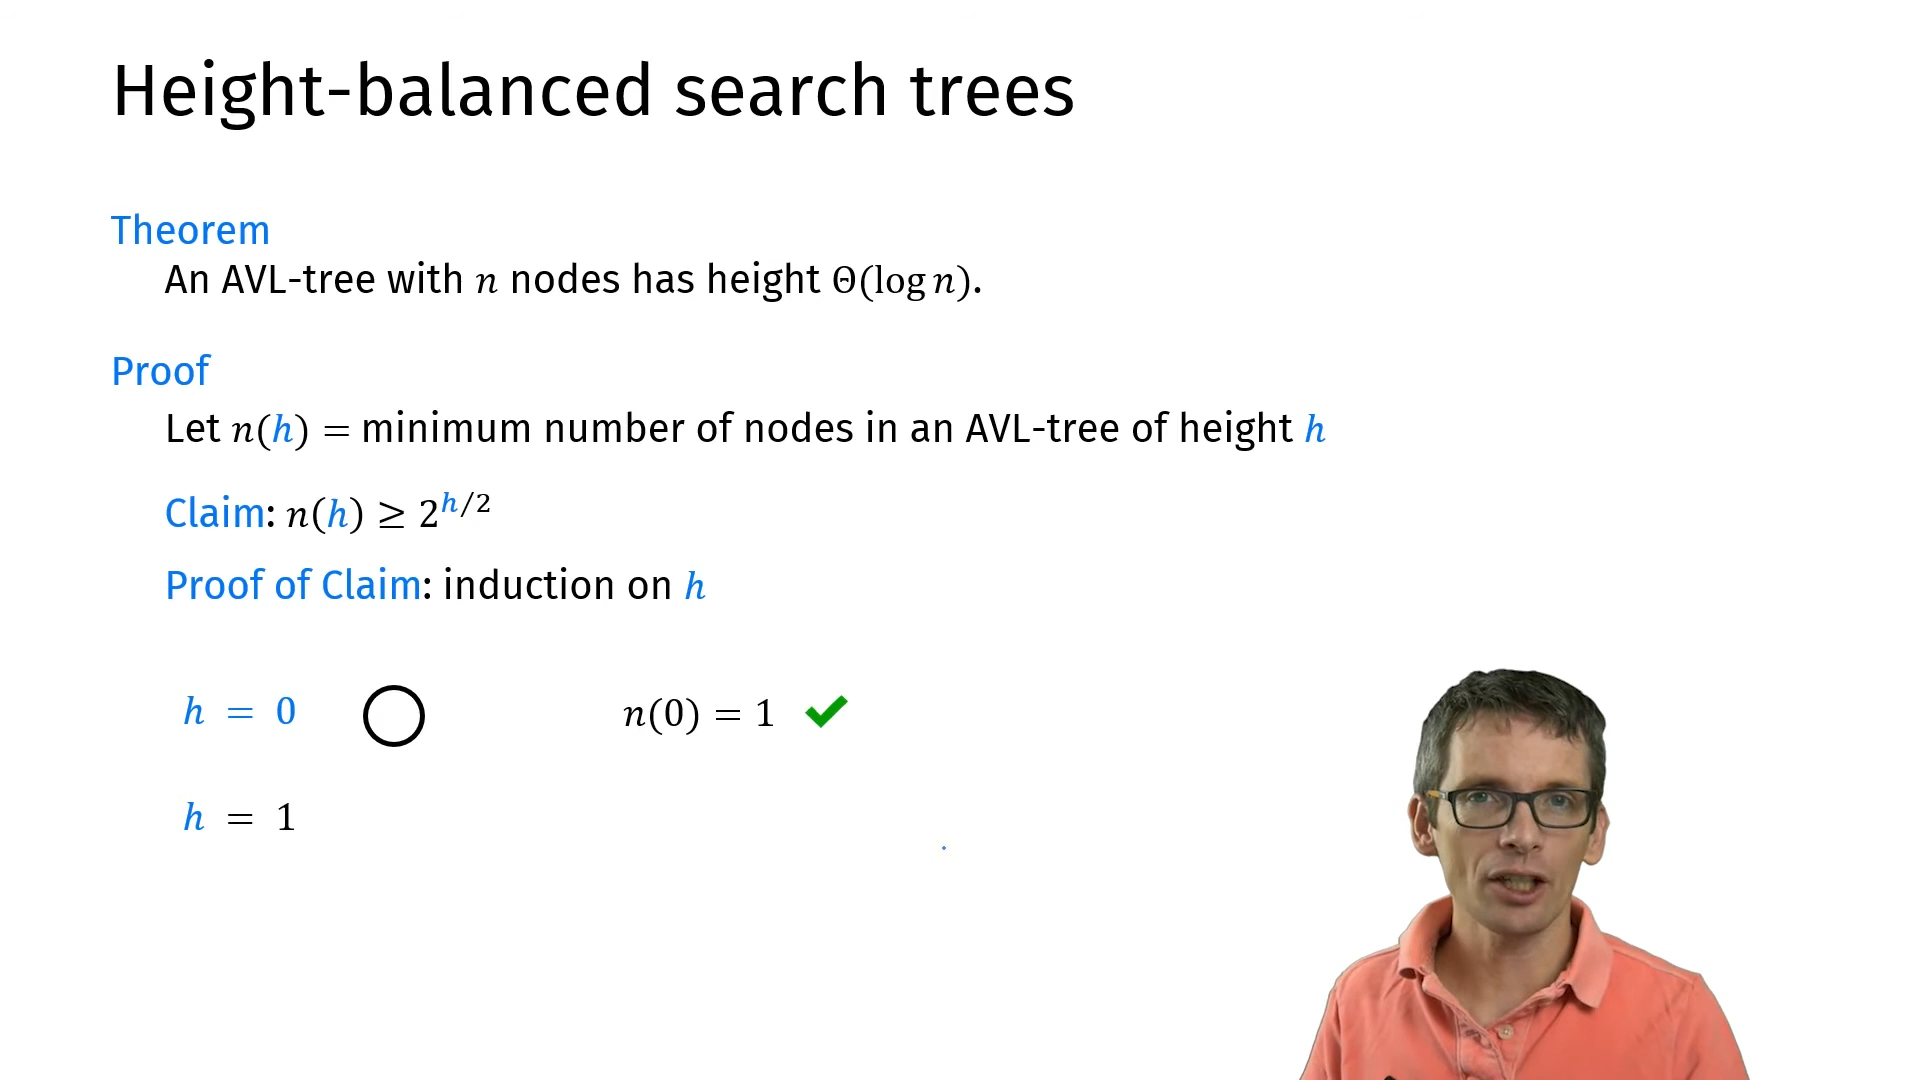 Height-balanced search trees
Theorem
An AVL-tree with n nodes has height Θ(log n).
Proof
Let n(h) = minimum number of nodes in an AVL-tree of height h
Claim: n(h) ≥ 2^{h/2}
Proof of Claim: induction on h
h = 0 n(0) = 1 ✔
h = 1